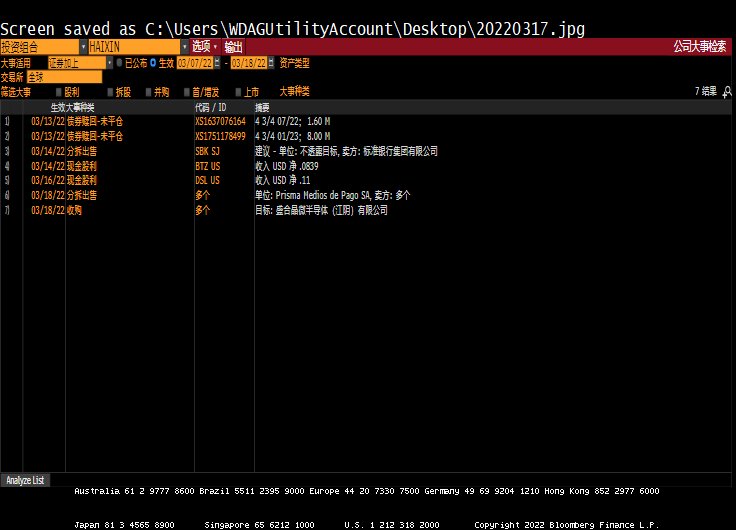 Screen saved as C:\Users\WDAGUtilityAccount\Desktop\20220317.jpg
投资组合 HAIXIN 选项 输出 公司大事检索
大事适用 证券加上 已公布 生效 03/07/22 - 03/18/22 资产类型
交易所 全球
筛选大事 股利 拆股 并购 首/增发 上市 大事种类 7 结果
生效 大事种类 代码 / ID 摘要
1) 03/13/22 债券赎回-未平仓 XS1637076164 4 3/4 07/22; 1.60 M
2) 03/13/22 债券赎回-未平仓 XS1751178499 4 3/4 01/23; 8.00 M
3) 03/14/22 分拆出售 SBK SJ 建议 - 单位: 不透露目标, 卖方: 标准银行集团有限公司
4) 03/14/22 现金股利 BTZ US 收入 USD 净 .0839
5) 03/16/22 现金股利 DSL US 收入 USD 净 .11
6) 03/18/22 分拆出售 多个 单位: Prisma Medios de Pago SA, 卖方: 多个
7) 03/18/22 收购 多个 目标: 盛合晶微半导体 (江阴) 有限公司
Analyze List
Australia 61 2 9777 8600 Brazil 5511 2395 9000 Europe 44 20 7330 7500 Germany 49 69 9204 1210 Hong Kong 852 2977 6000
Japan 81 3 4565 8900 Singapore 65 6212 1000 U.S. 1 212 318 2000 Copyright 2022 Bloomberg Finance L.P.